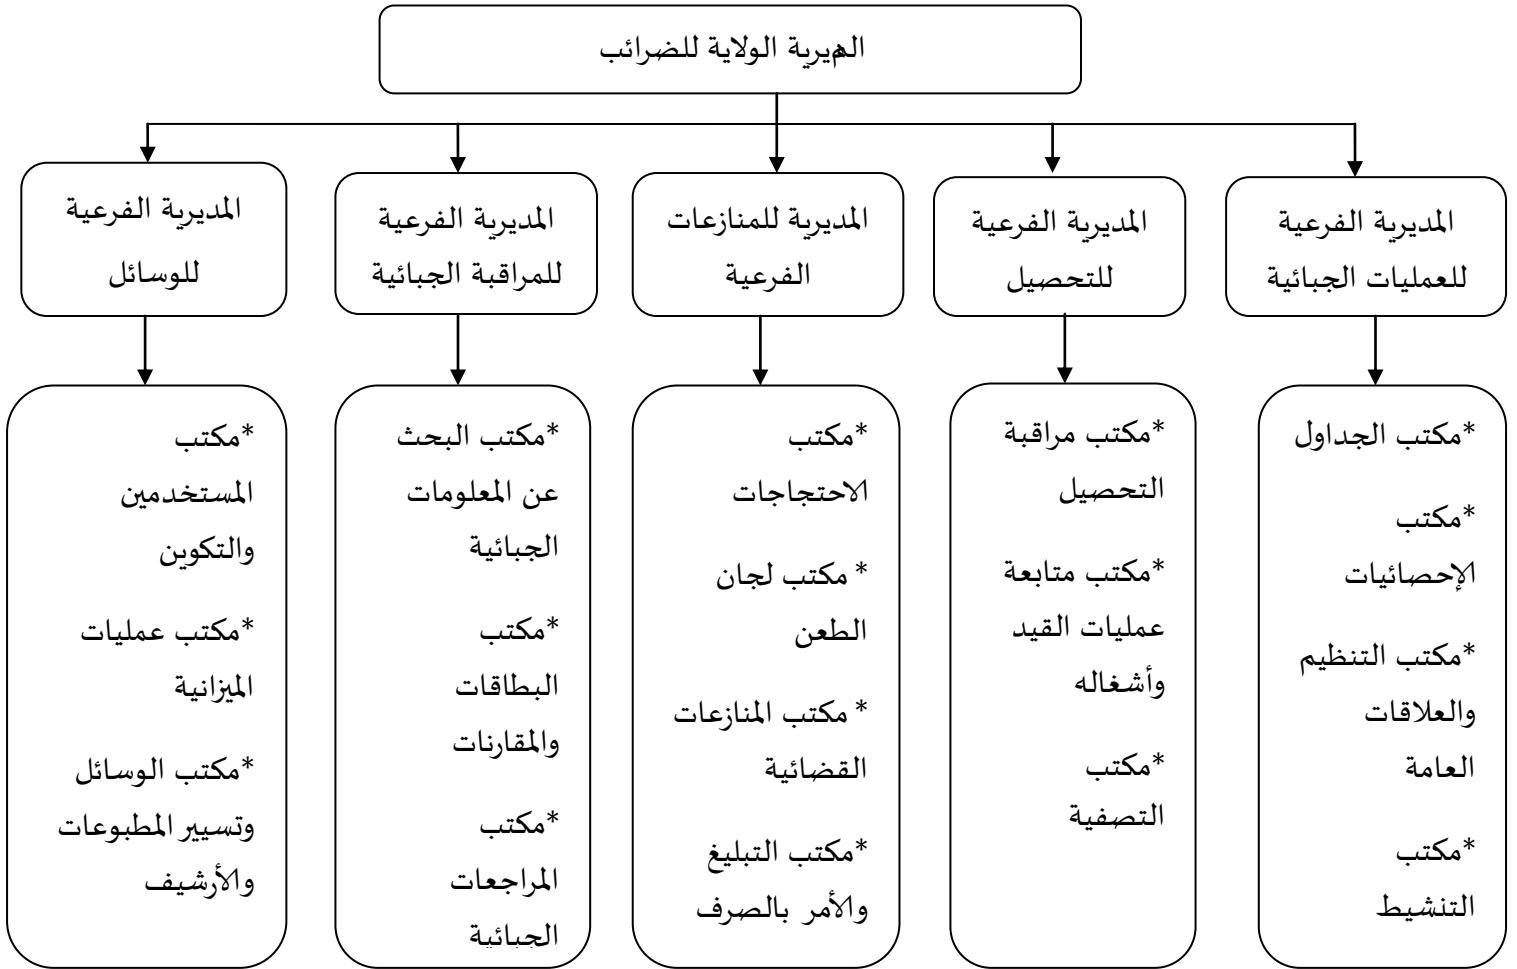 المديرية الولاية للضرائب
المديرية الفرعية
للعمليات الجبائية
المديرية الفرعية
للتحصيل
المديرية للمنازعات
الفرعية
المديرية الفرعية
للمراقبة الجبائية
المديرية الفرعية
للوسائل
*مكتب الجداول
*مكتب
الإحصائيات
*مكتب التنظيم
والعلاقات
العامة
*مكتب
التنشيط
*مكتب مراقبة
التحصيل
*مكتب متابعة
عمليات القيد
وأشغاله
*مكتب
التصفية
*مكتب
الاحتجاجات
* مكتب لجان
الطعن
* مكتب المنازعات
القضائية
*مكتب التبليغ
والأمر بالصرف
*مكتب البحث
عن المعلومات
الجبائية
*مكتب
البطاقات
والمقارنات
*مكتب
المراجعات
الجبائية
*مكتب
المستخدمين
والتكوين
*مكتب عمليات
الميزانية
*مكتب الوسائل
وتسيير المطبوعات
والأرشيف